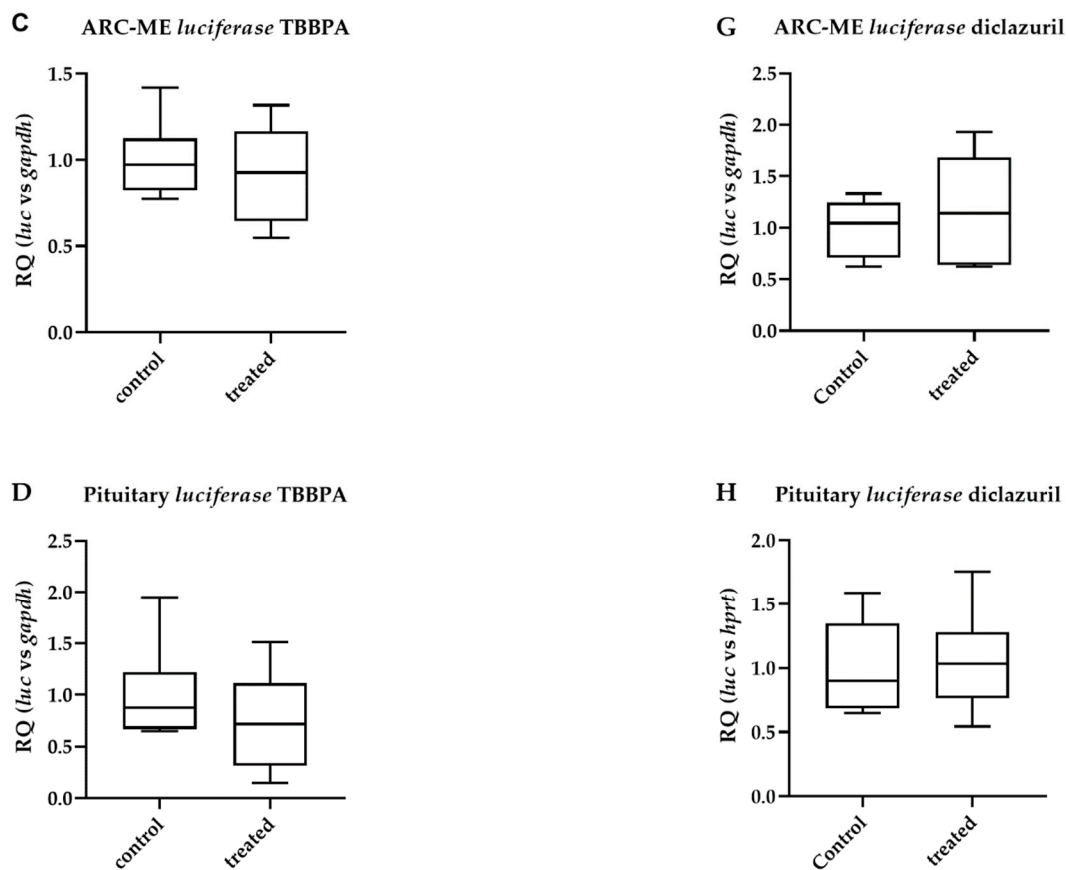 C ARC-ME luciferase TBBPA
RQ (luc vs gapdh)
1.5
1.0
0.5
0.0
control
treated
G ARC-ME luciferase diclazuril
RQ (luc vs gapdh)
2.5
2.0
1.5
1.0
0.5
0.0
Control
treated
D Pituitary luciferase TBBPA
RQ (luc vs gapdh)
2.5
2.0
1.5
1.0
0.5
0.0
control
treated
H Pituitary luciferase diclazuril
RQ (luc vs hprt)
2.0
1.5
1.0
0.5
0.0
Control
treated